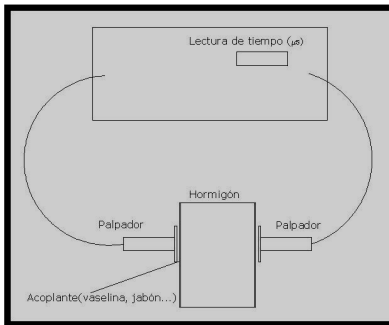 Lectura de tiempo (μs)
Hormigón
Palpador
Palpador
Acoplante(vaselina, jabón...)